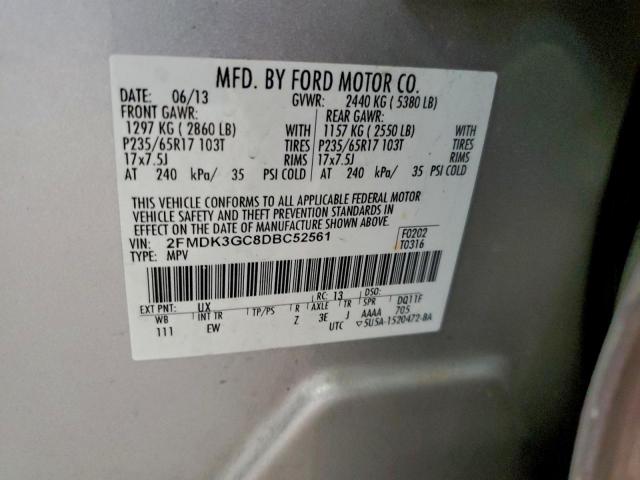 MFD. BY FORD MOTOR CO.
DATE: 06/13 GVWR: 2440 KG ( 5380 LB)
FRONT GAWR: REAR GAWR:
1297 KG ( 2860 LB) WITH 1157 KG ( 2550 LB) WITH
P235/65R17 103T TIRES P235/65R17 103T TIRES
17x7.5J RIMS 17x7.5J RIMS
AT 240 kPa/ 35 PSI COLD AT 240 kPa/ 35 PSI COLD
THIS VEHICLE CONFORMS TO ALL APPLICABLE FEDERAL MOTOR
VEHICLE SAFETY AND THEFT PREVENTION STANDARDS IN
EFFECT ON THE DATE OF MANUFACTURE SHOWN ABOVE.
VIN: 2FMDK3GC8DBC52561 F0202
TYPE: MPV T0316
EXT PNT: UX RC: 13 DQ11F
WB INT TR TP/PS R AXLE TR SPR 705
111 EW Z 3E J AAAA
UTC ▽5U5A-1520472-BA